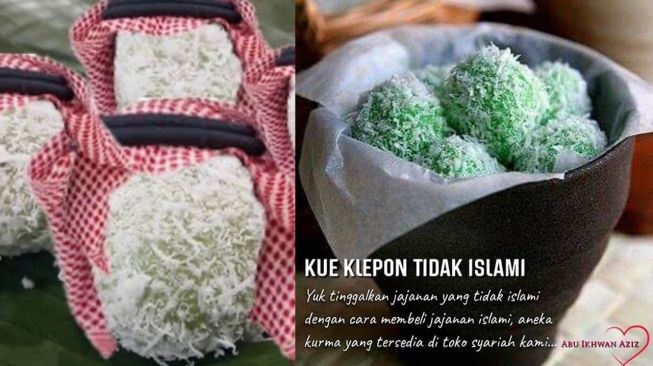 KUE KLEPON TIDAK ISLAMI
Yuk tinggalkan jajanan yang tidak islami
dengan cara membeli jajanan islami, aneka
kurma yang tersedia di toko syariah kami...
Abu Ikhwan Aziz